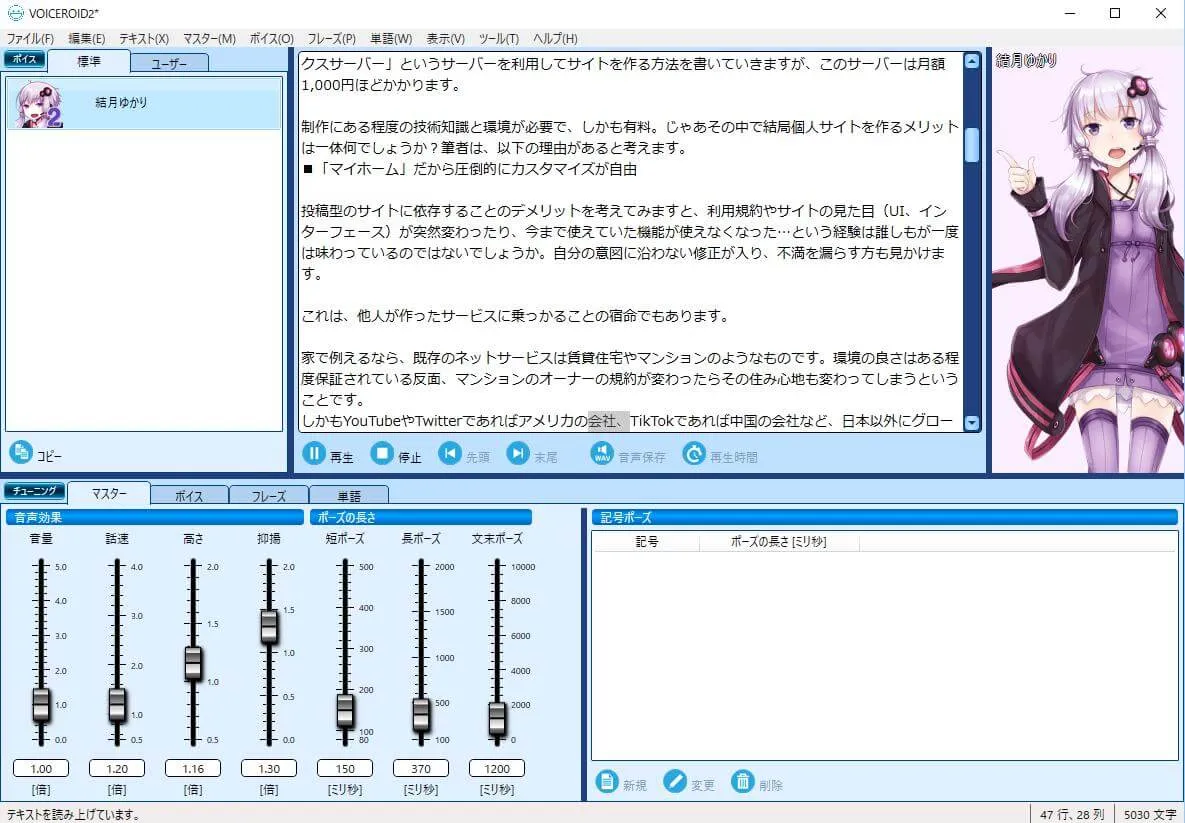 VOICEROID2*
ファイル(F) 編集(E) テキスト(X) マスター(M) ボイス(O) フレーズ(P) 単語(W) 表示(V) ツール(T) ヘルプ(H)
ボイス 標準 ユーザー
2 結月ゆかり
コピー
クスサーバー」というサーバーを利用してサイトを作る方法を書いていきますが、このサーバーは月額
1,000円ほどかかります。
制作にある程度の技術知識と環境が必要で、しかも有料。じゃあその中で結局個人サイトを作るメリット
は一体何でしょうか？筆者は、以下の理由があると考えます。
■「マイホーム」だから圧倒的にカスタマイズが自由
投稿型のサイトに依存することのデメリットを考えてみますと、利用規約やサイトの見た目（UI、イン
ターフェース）が突然変わったり、今まで使えていた機能が使えなくなった…という経験は誰しもが一度
は味わっているのではないでしょうか。自分の意図に沿わない修正が入り、不満を漏らす方も見かけま
す。
これは、他人が作ったサービスに乗っかることの宿命でもあります。
家で例えるなら、既存のネットサービスは賃貸住宅やマンションのようなものです。環境の良さはある程
度保証されている反面、マンションのオーナーの規約が変わったらその住み心地も変わってしまうという
ことです。
しかもYouTubeやTwitterであればアメリカの会社、TikTokであれば中国の会社など、日本以外にグロー
再生 停止 先頭 末尾 WAV 音声保存 再生時間
結月ゆかり
チューニング マスター ボイス フレーズ 単語
音声効果 ポーズの長さ
音量 話速 高さ 抑揚 短ポーズ 長ポーズ 文末ポーズ
5.0 4.0 3.0 2.0 1.0 0.0
4.0 3.0 2.0 1.0 0.5
2.0 1.5 1.0 0.5
2.0 1.5 1.0 0.5 0.0
500 400 300 200 100 80
2000 1500 1000 500 100
10000 8000 6000 4000 2000 0
1.00 1.20 1.16 1.30 150 370 1200
[倍] [倍] [倍] [倍] [ミリ秒] [ミリ秒] [ミリ秒]
記号ポーズ
記号 ポーズの長さ [ミリ秒]
新規 変更 削除
テキストを読み上げています。 47 行、28 列 5030 文字